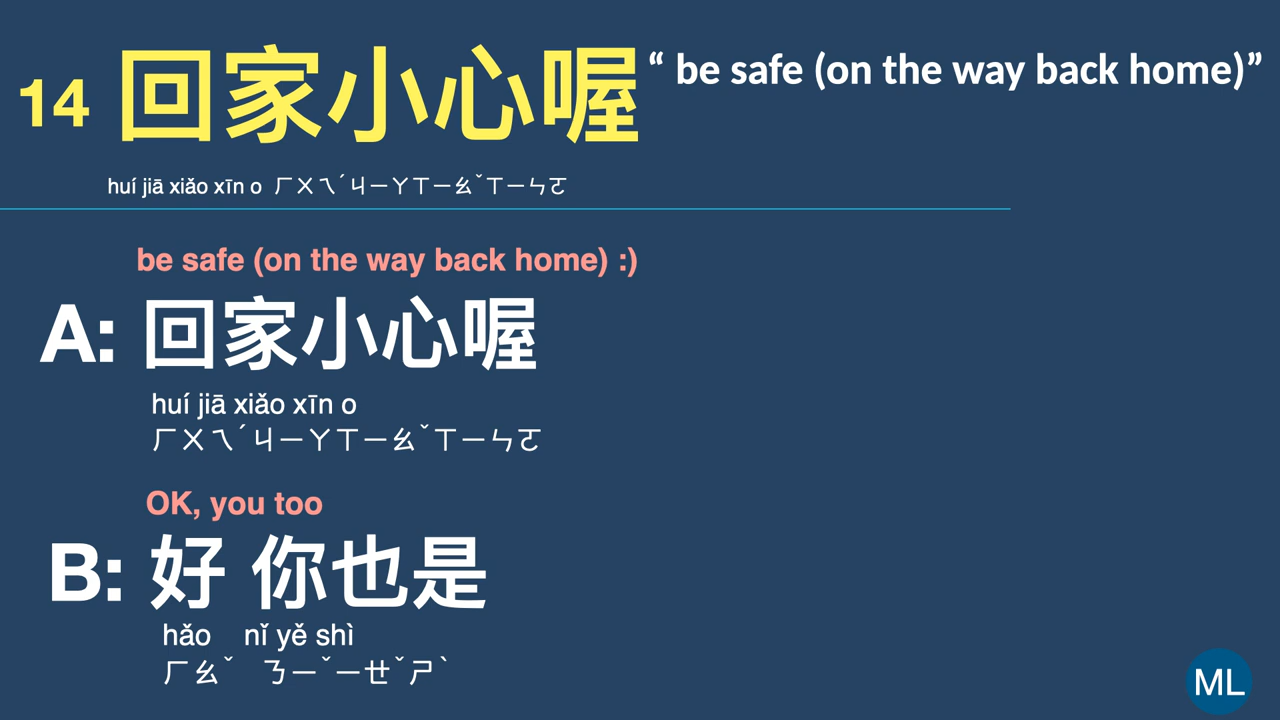 14 回家小心喔 “ be safe (on the way back home)”
huí jiā xiǎo xīn o ㄏㄨㄟˊㄐㄧㄚㄒㄧㄠˇㄒㄧㄣㄛ
be safe (on the way back home) :)
A: 回家小心喔
huí jiā xiǎo xīn o
ㄏㄨㄟˊㄐㄧㄚㄒㄧㄠˇㄒㄧㄣㄛ
OK, you too
B: 好 你也是
hǎo nǐ yě shì
ㄏㄠˇ ㄋㄧˇㄧㄝˇㄕˋ
ML